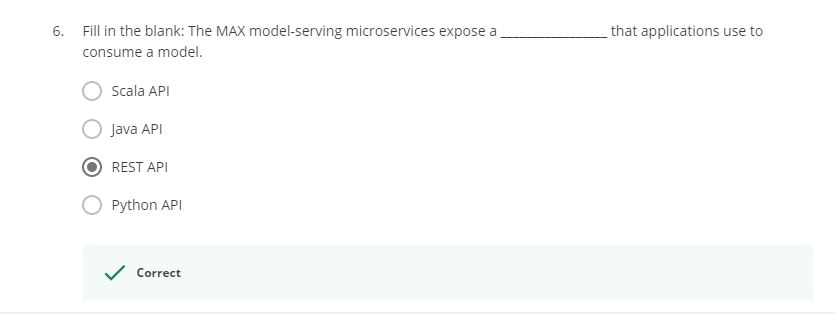 6. Fill in the blank: The MAX model-serving microservices expose a ________________ that applications use to
consume a model.
Scala API
Java API
REST API
Python API
Correct